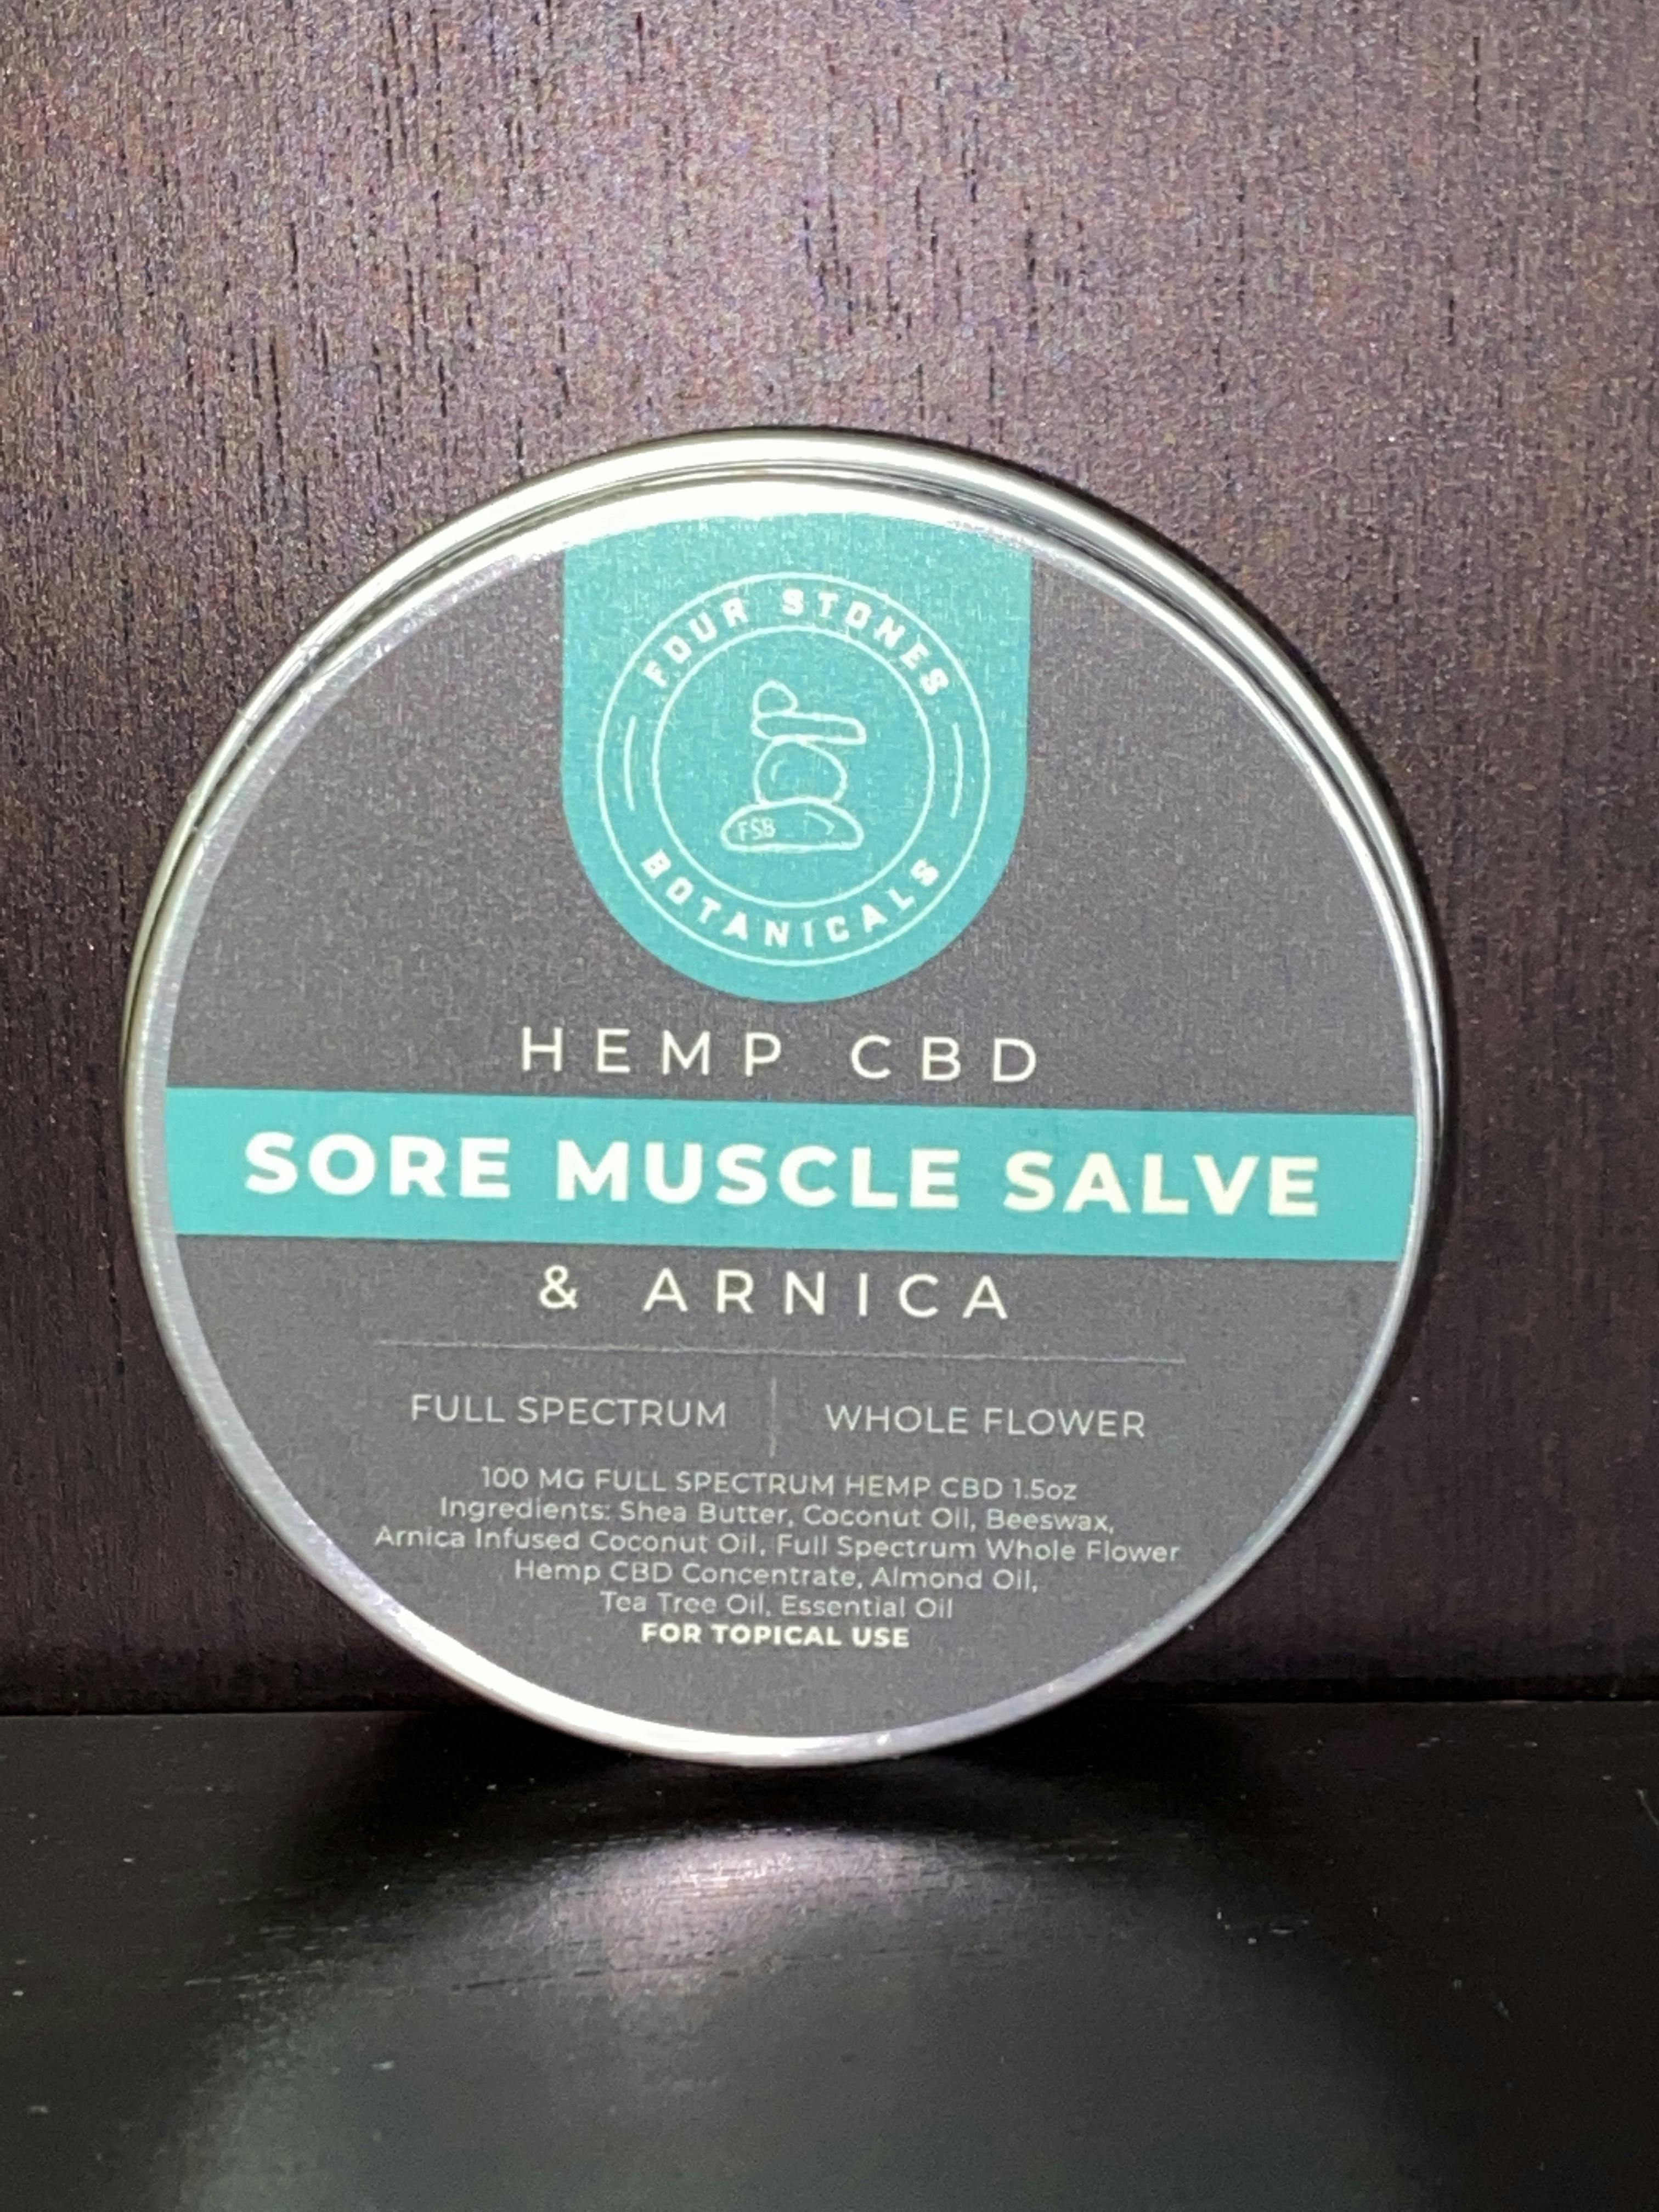 FOUR STONES
FSB
BOTANICALS
HEMP CBD
SORE MUSCLE SALVE
& ARNICA
FULL SPECTRUM | WHOLE FLOWER
100 MG FULL SPECTRUM HEMP CBD 1.5oz
Ingredients: Shea Butter, Coconut Oil, Beeswax,
Arnica Infused Coconut Oil, Full Spectrum Whole Flower
Hemp CBD Concentrate, Almond Oil,
Tea Tree Oil, Essential Oil
FOR TOPICAL USE